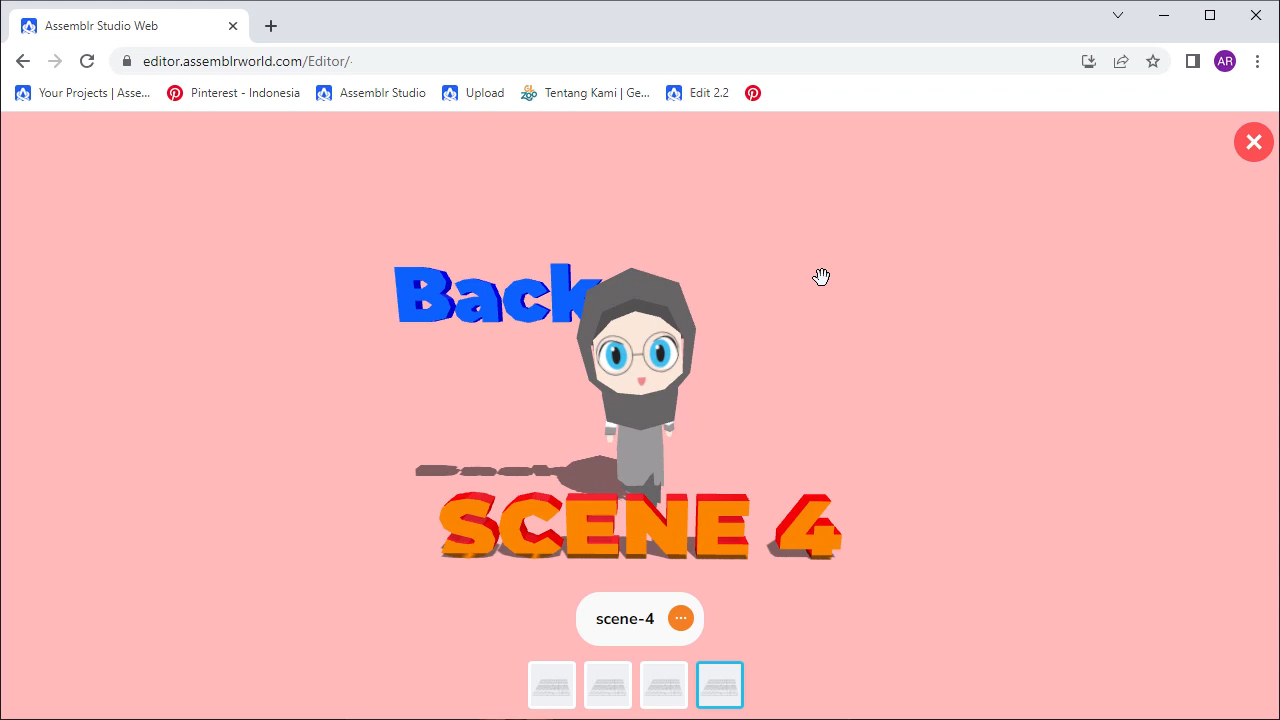 Assemblr Studio Web
editor.assemblrworld.com/Editor/
AR
Your Projects | Asse...
Pinterest - Indonesia
Assemblr Studio
Upload
Tentang Kami | Ge...
Edit 2.2
Back
SCENE 4
scene-4